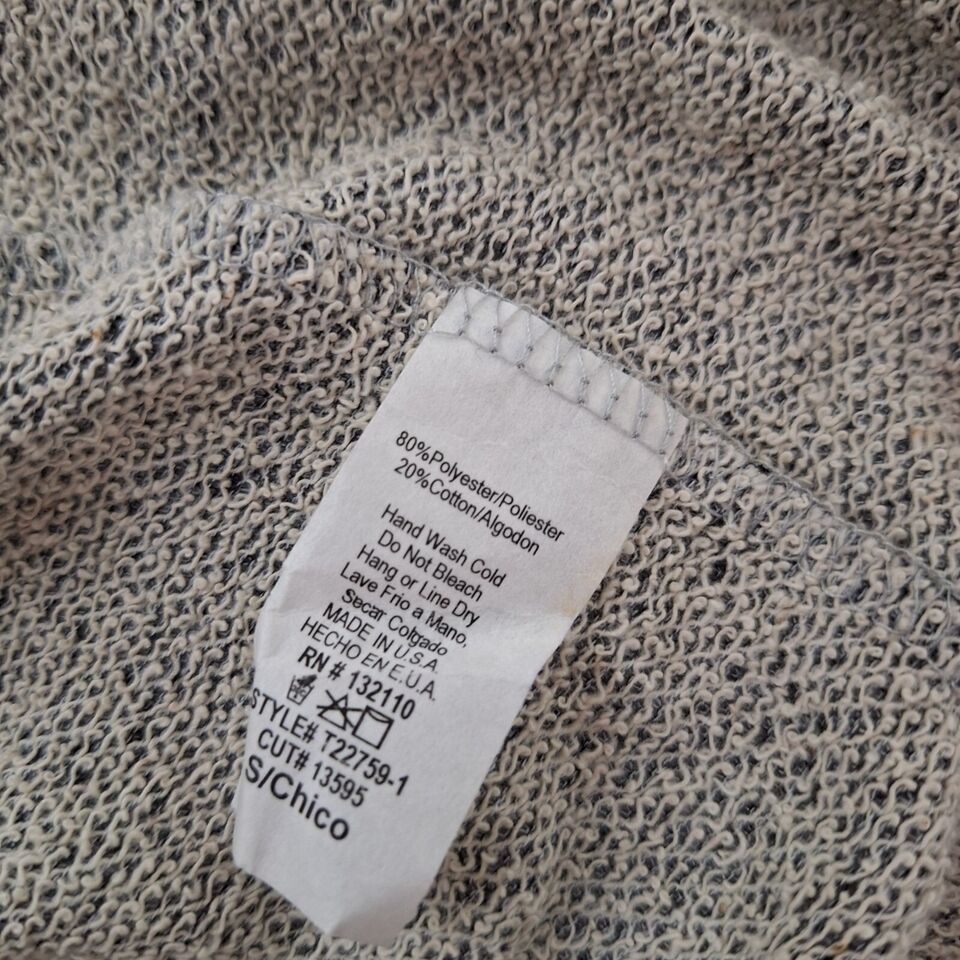 80%Polyester/Poliester
20%Cotton/Algodon
Hand Wash Cold
Do Not Bleach
Hang or Line Dry
Lave Frio a Mano,
Secar Colgado
MADE IN U.S.A.
HECHO EN E.U.A.
RN # 132110
STYLE# T22759-1
CUT# 13595
S/Chico